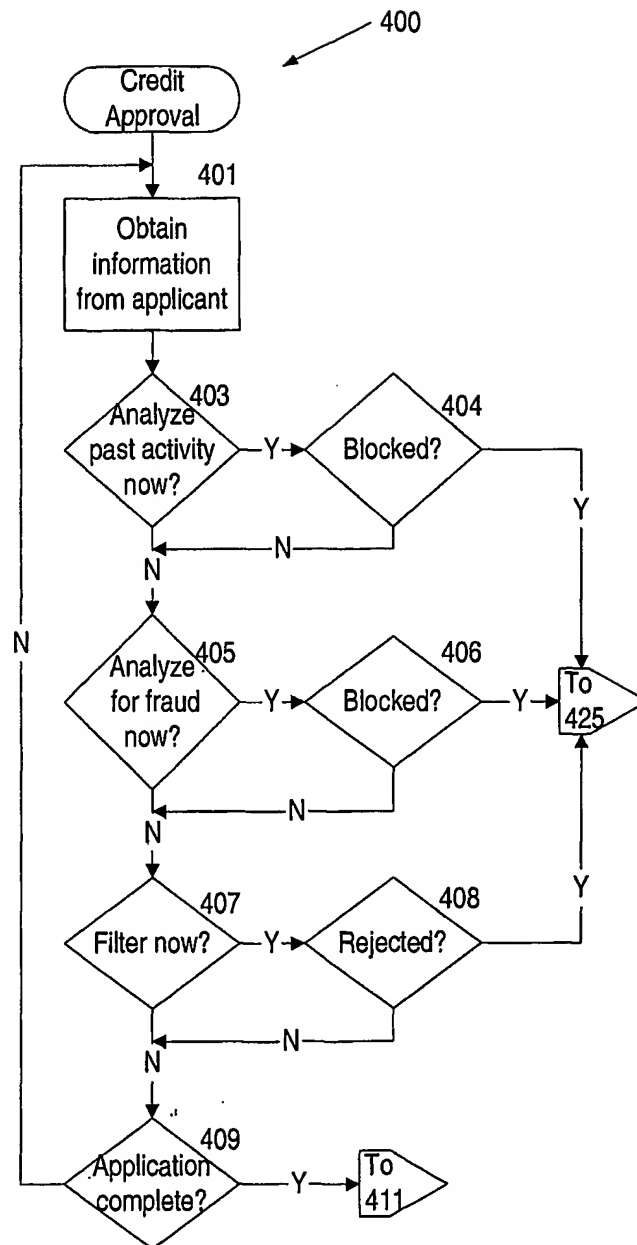 400
Credit
Approval
401
Obtain
information
from applicant
403
Analyze
past activity
now?
Y
404
Blocked?
Y
N
N
405
Analyze
for fraud
now?
Y
406
Blocked?
Y
To
425
N
N
N
407
Filter now?
Y
408
Rejected?
Y
N
N
409
Application
complete?
Y
To
411